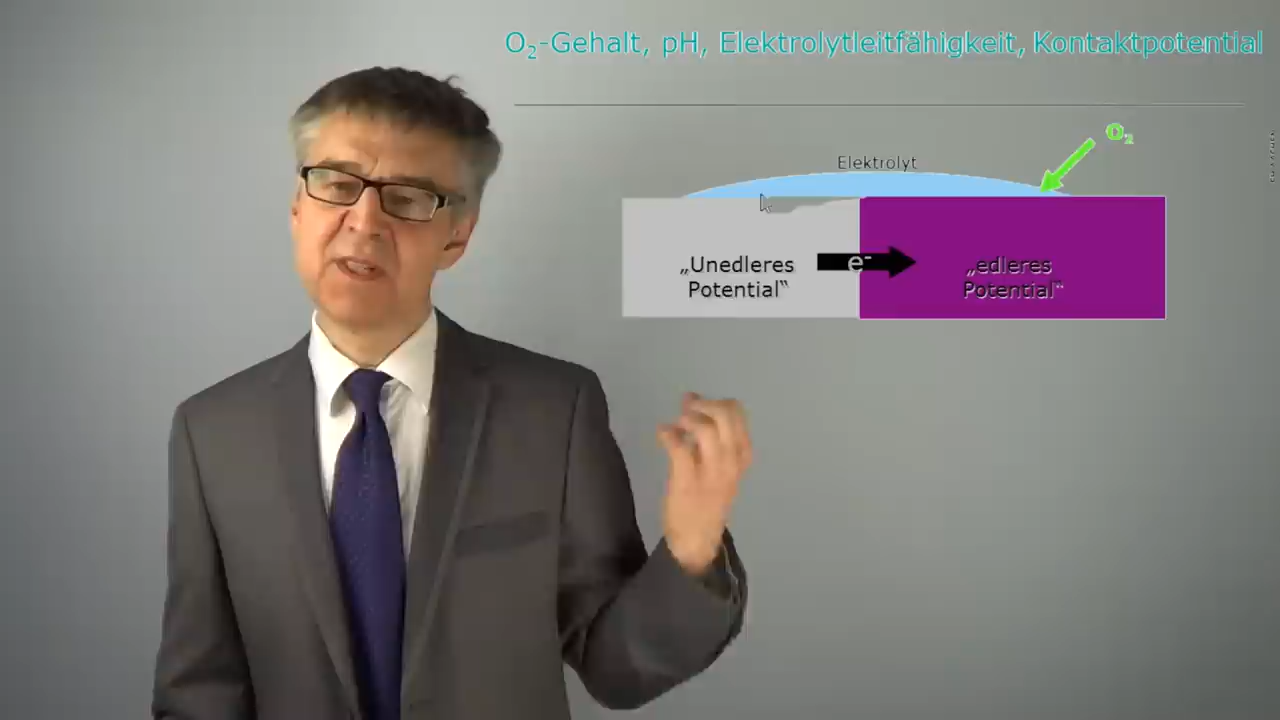 O₂-Gehalt, pH, Elektrolytleitfähigkeit, Kontaktpotential
O₂
Elektrolyt
„Unedleres
Potential“
e⁻
„edleres
Potential“